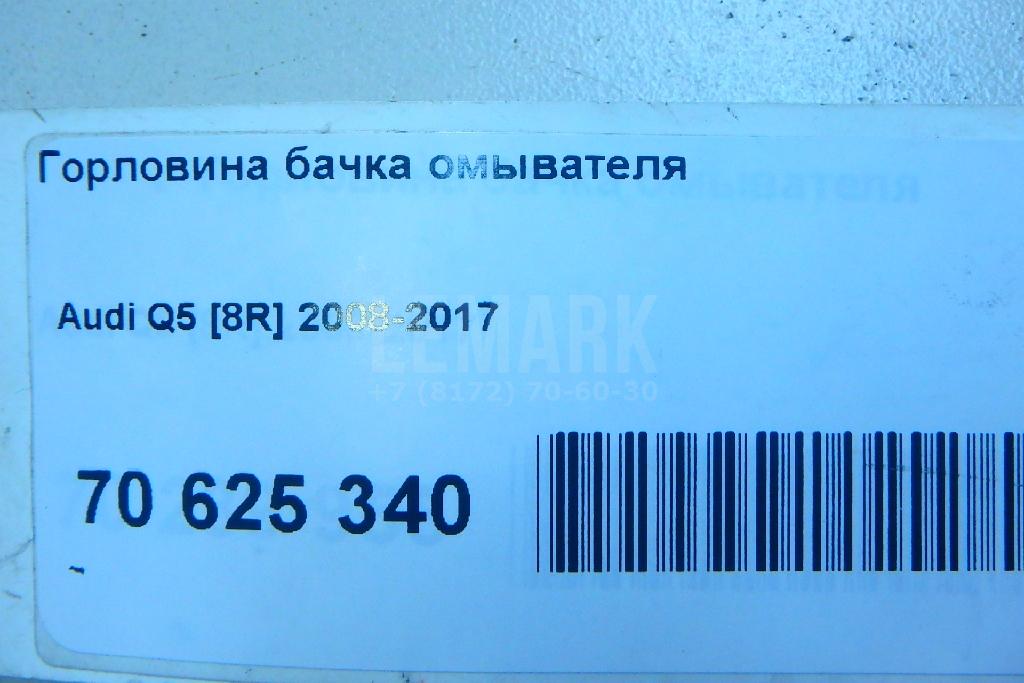 Горловина бачка омывателя
Audi Q5 [8R] 2008-2017
LEMARK
+7 (8172) 70-60-30
70 625 340
-